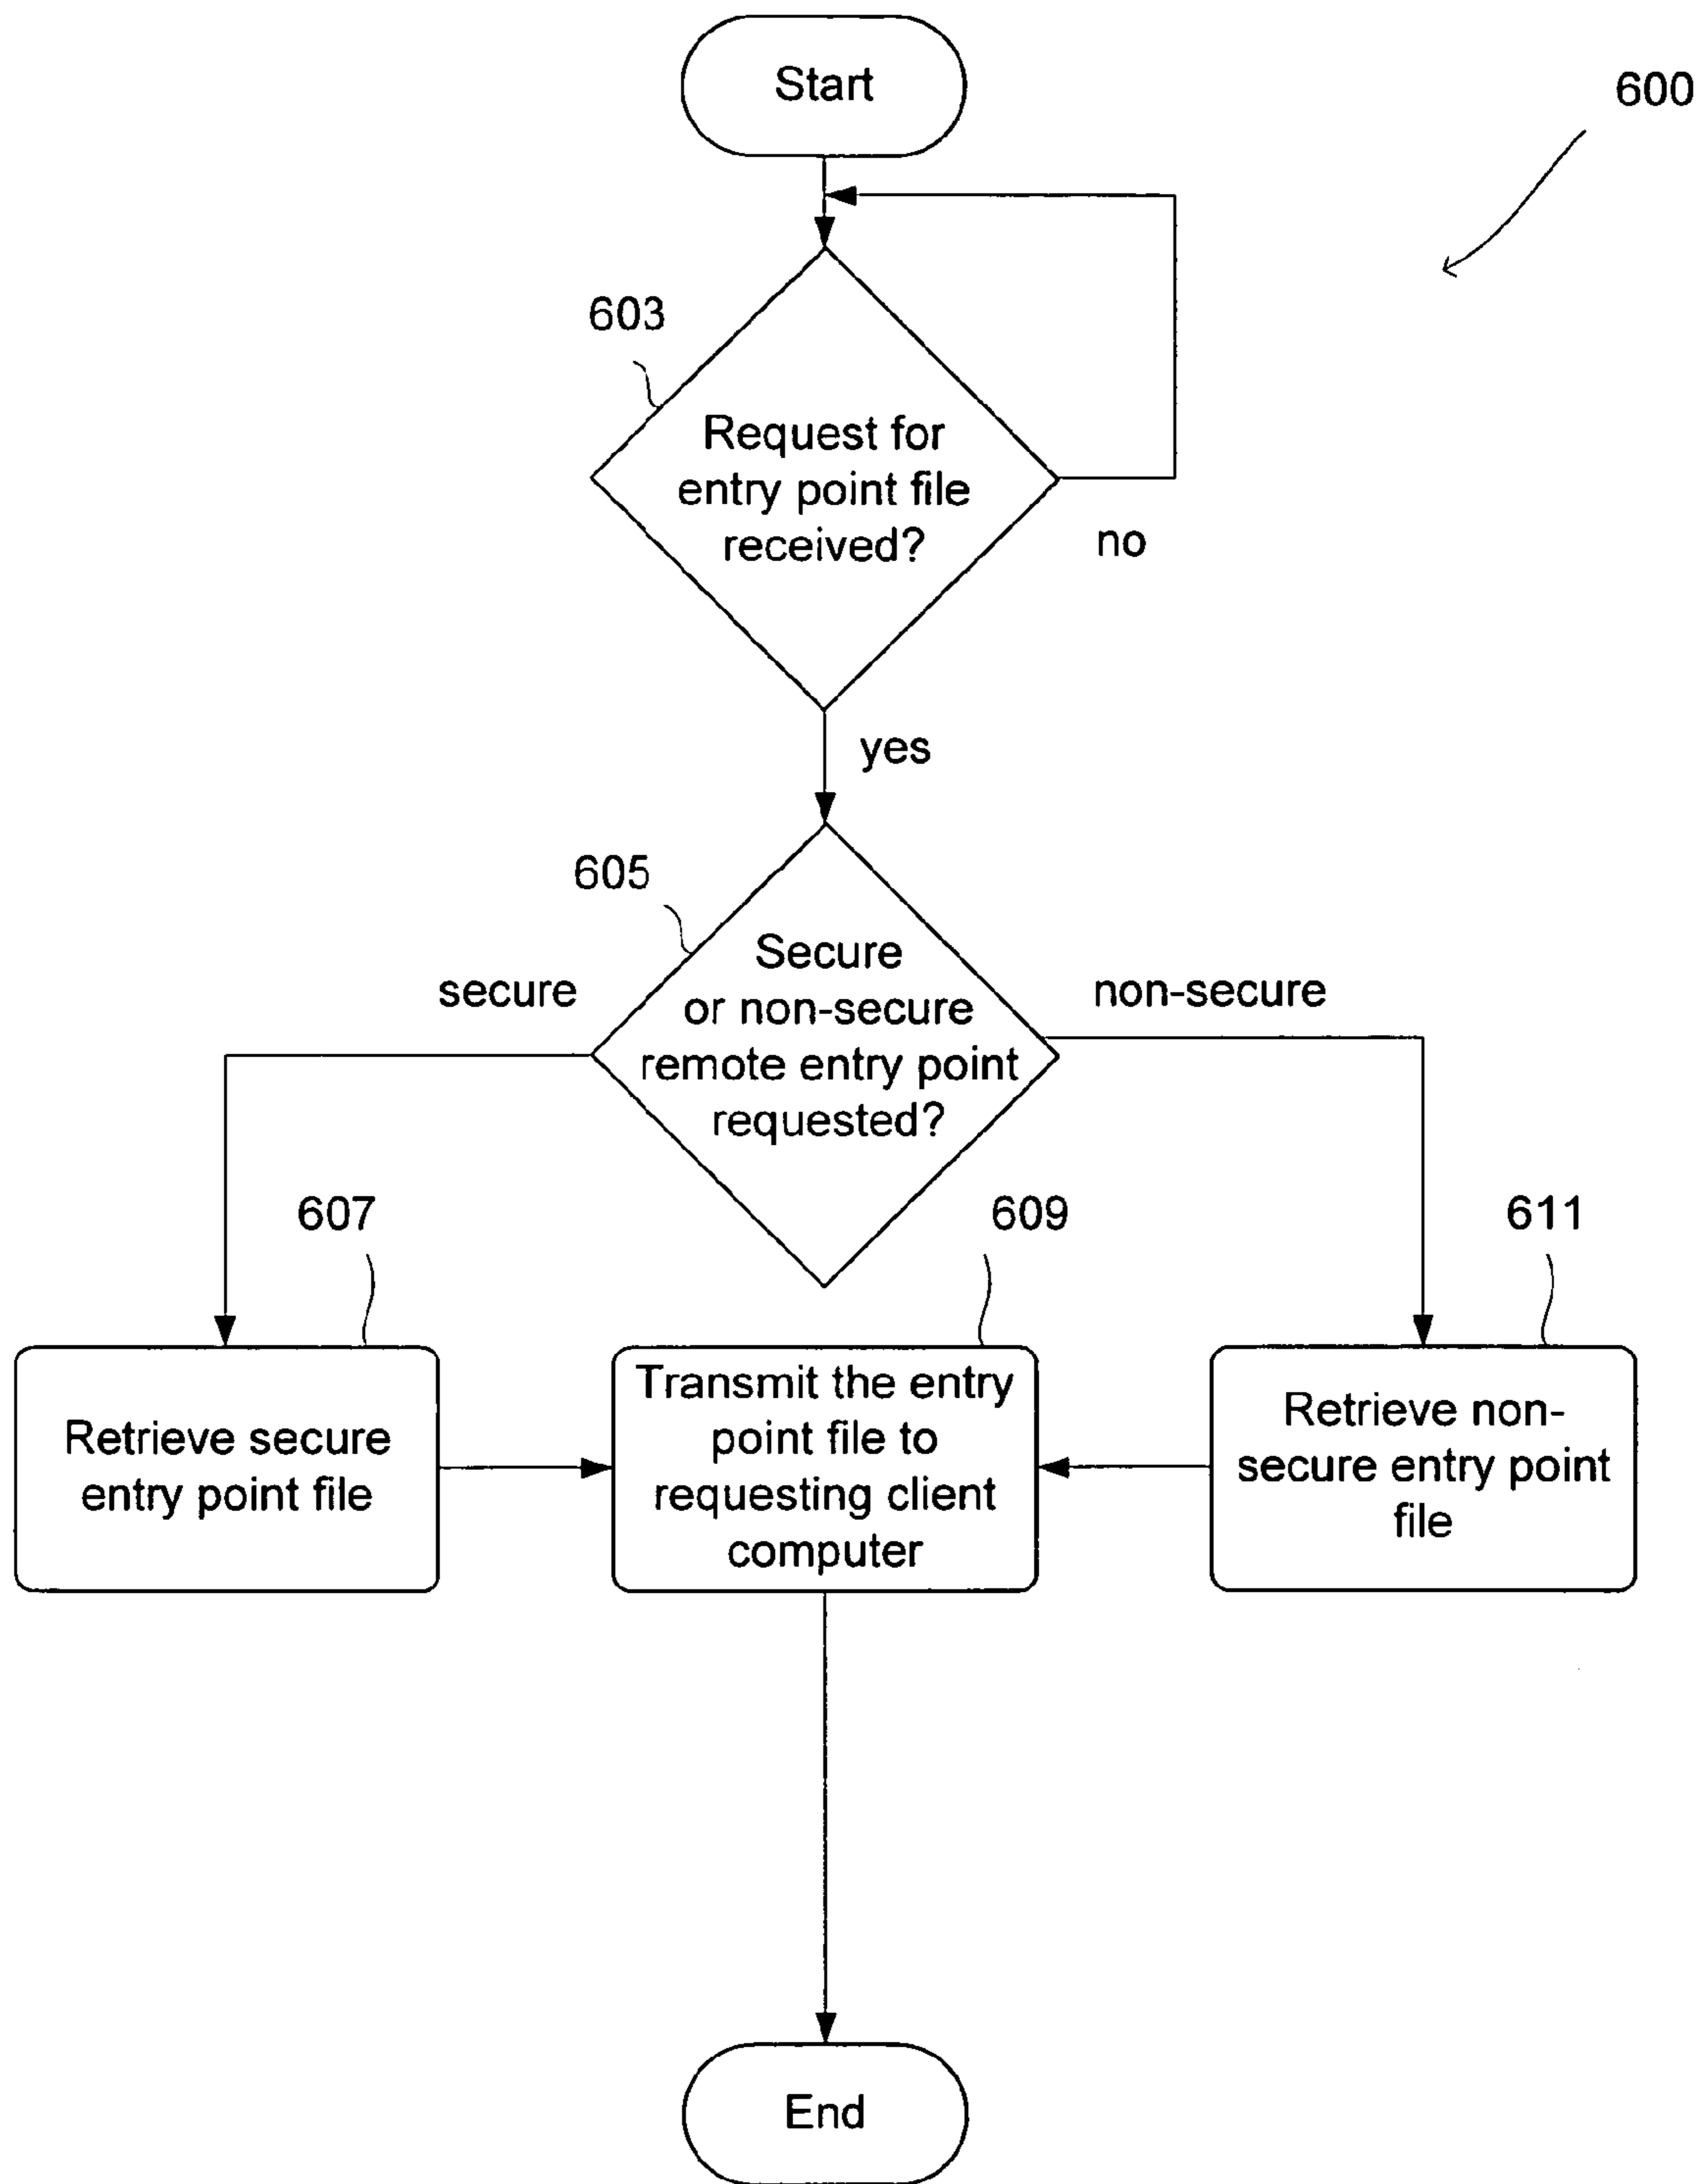 Start
600
603
Request for
entry point file
received?
no
yes
605
Secure
or non-secure
remote entry point
requested?
secure
non-secure
607
609
611
Retrieve secure
entry point file
Transmit the entry
point file to
requesting client
computer
Retrieve non-
secure entry point
file
End